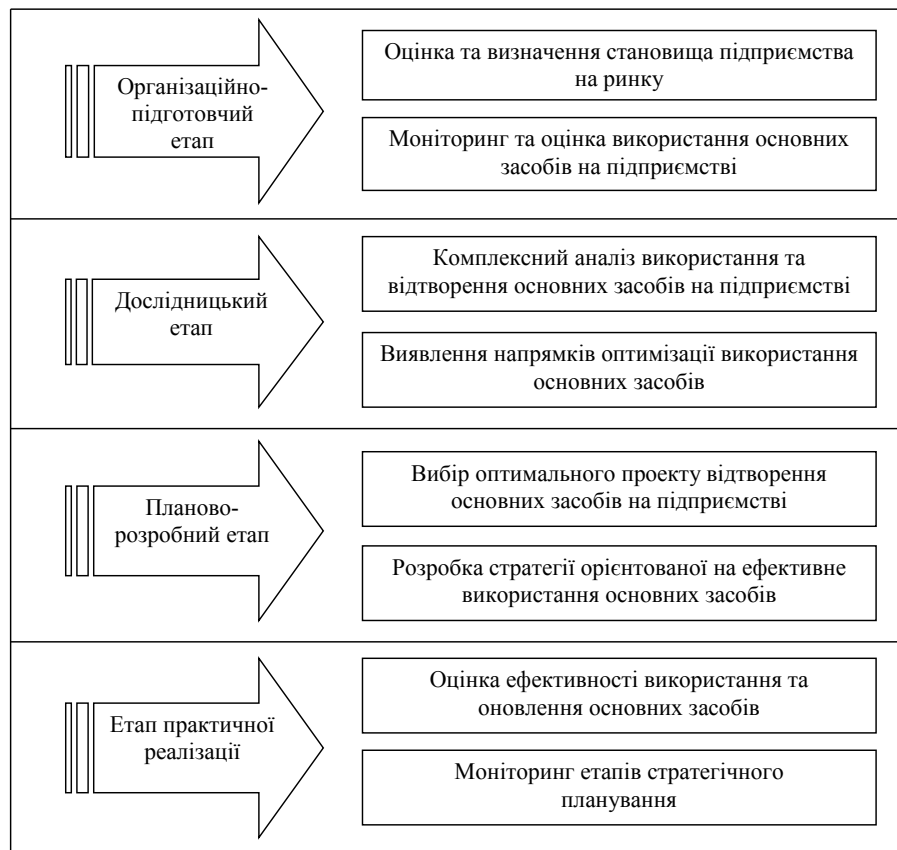 Організаційно-
підготовчий
етап
Оцінка та визначення становища підприємства
на ринку
Моніторинг та оцінка використання основних
засобів на підприємстві
Дослідницький
етап
Комплексний аналіз використання та
відтворення основних засобів на підприємстві
Виявлення напрямків оптимізації використання
основних засобів
Планово-
розробний етап
Вибір оптимального проекту відтворення
основних засобів на підприємстві
Розробка стратегії орієнтованої на ефективне
використання основних засобів
Етап практичної
реалізації
Оцінка ефективності використання та
оновлення основних засобів
Моніторинг етапів стратегічного
планування